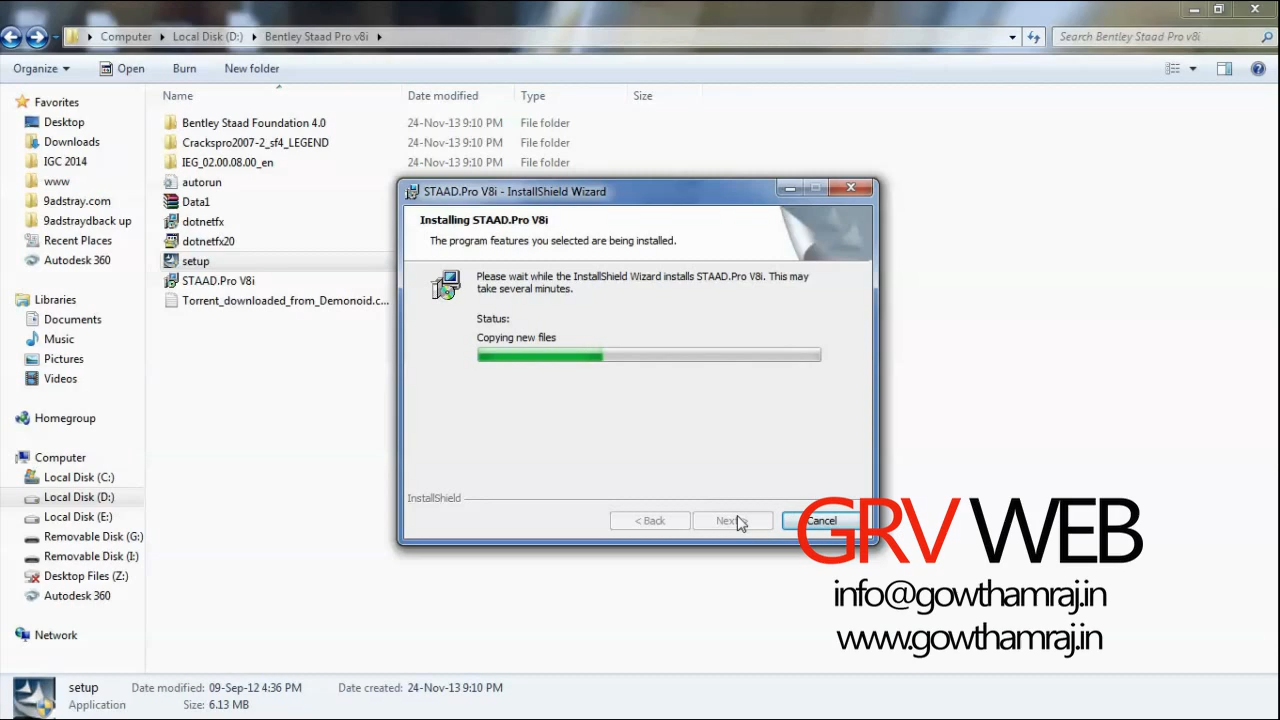 Computer Local Disk (D:) Bentley Staad Pro v8i
Search Bentley Staad Pro v8i
Organize Open Burn New folder
Name Date modified Type Size
Favorites
Desktop
Downloads
IGC 2014
www
9adstray.com
9adstraydback up
Recent Places
Autodesk 360
Libraries
Documents
Music
Pictures
Videos
Homegroup
Computer
Local Disk (C:)
Local Disk (D:)
Local Disk (E:)
Removable Disk (G:)
Removable Disk (I:)
Desktop Files (Z:)
Autodesk 360
Network
Bentley Staad Foundation 4.0 24-Nov-13 9:10 PM File folder
Crackspro2007-2_sf4_LEGEND 24-Nov-13 9:10 PM File folder
IEG_02.00.08.00_en 24-Nov-13 9:10 PM File folder
autorun
Data1
dotnetfx
dotnetfx20
setup
STAAD.Pro V8i
Torrent_downloaded_from_Demonoid.c...
STAAD.Pro V8i - InstallShield Wizard
Installing STAAD.Pro V8i
The program features you selected are being installed.
Please wait while the InstallShield Wizard installs STAAD.Pro V8i. This may
take several minutes.
Status:
Copying new files
InstallShield
< Back Next > Cancel
GRV WEB
info@gowthamraj.in
www.gowthamraj.in
setup Date modified: 09-Sep-12 4:36 PM Date created: 24-Nov-13 9:10 PM
Application Size: 6.13 MB